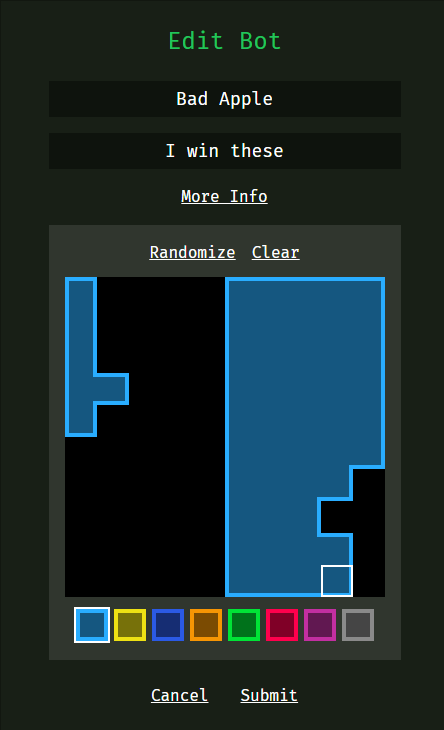 Edit Bot
Bad Apple
I win these
More Info
Randomize Clear
Cancel Submit